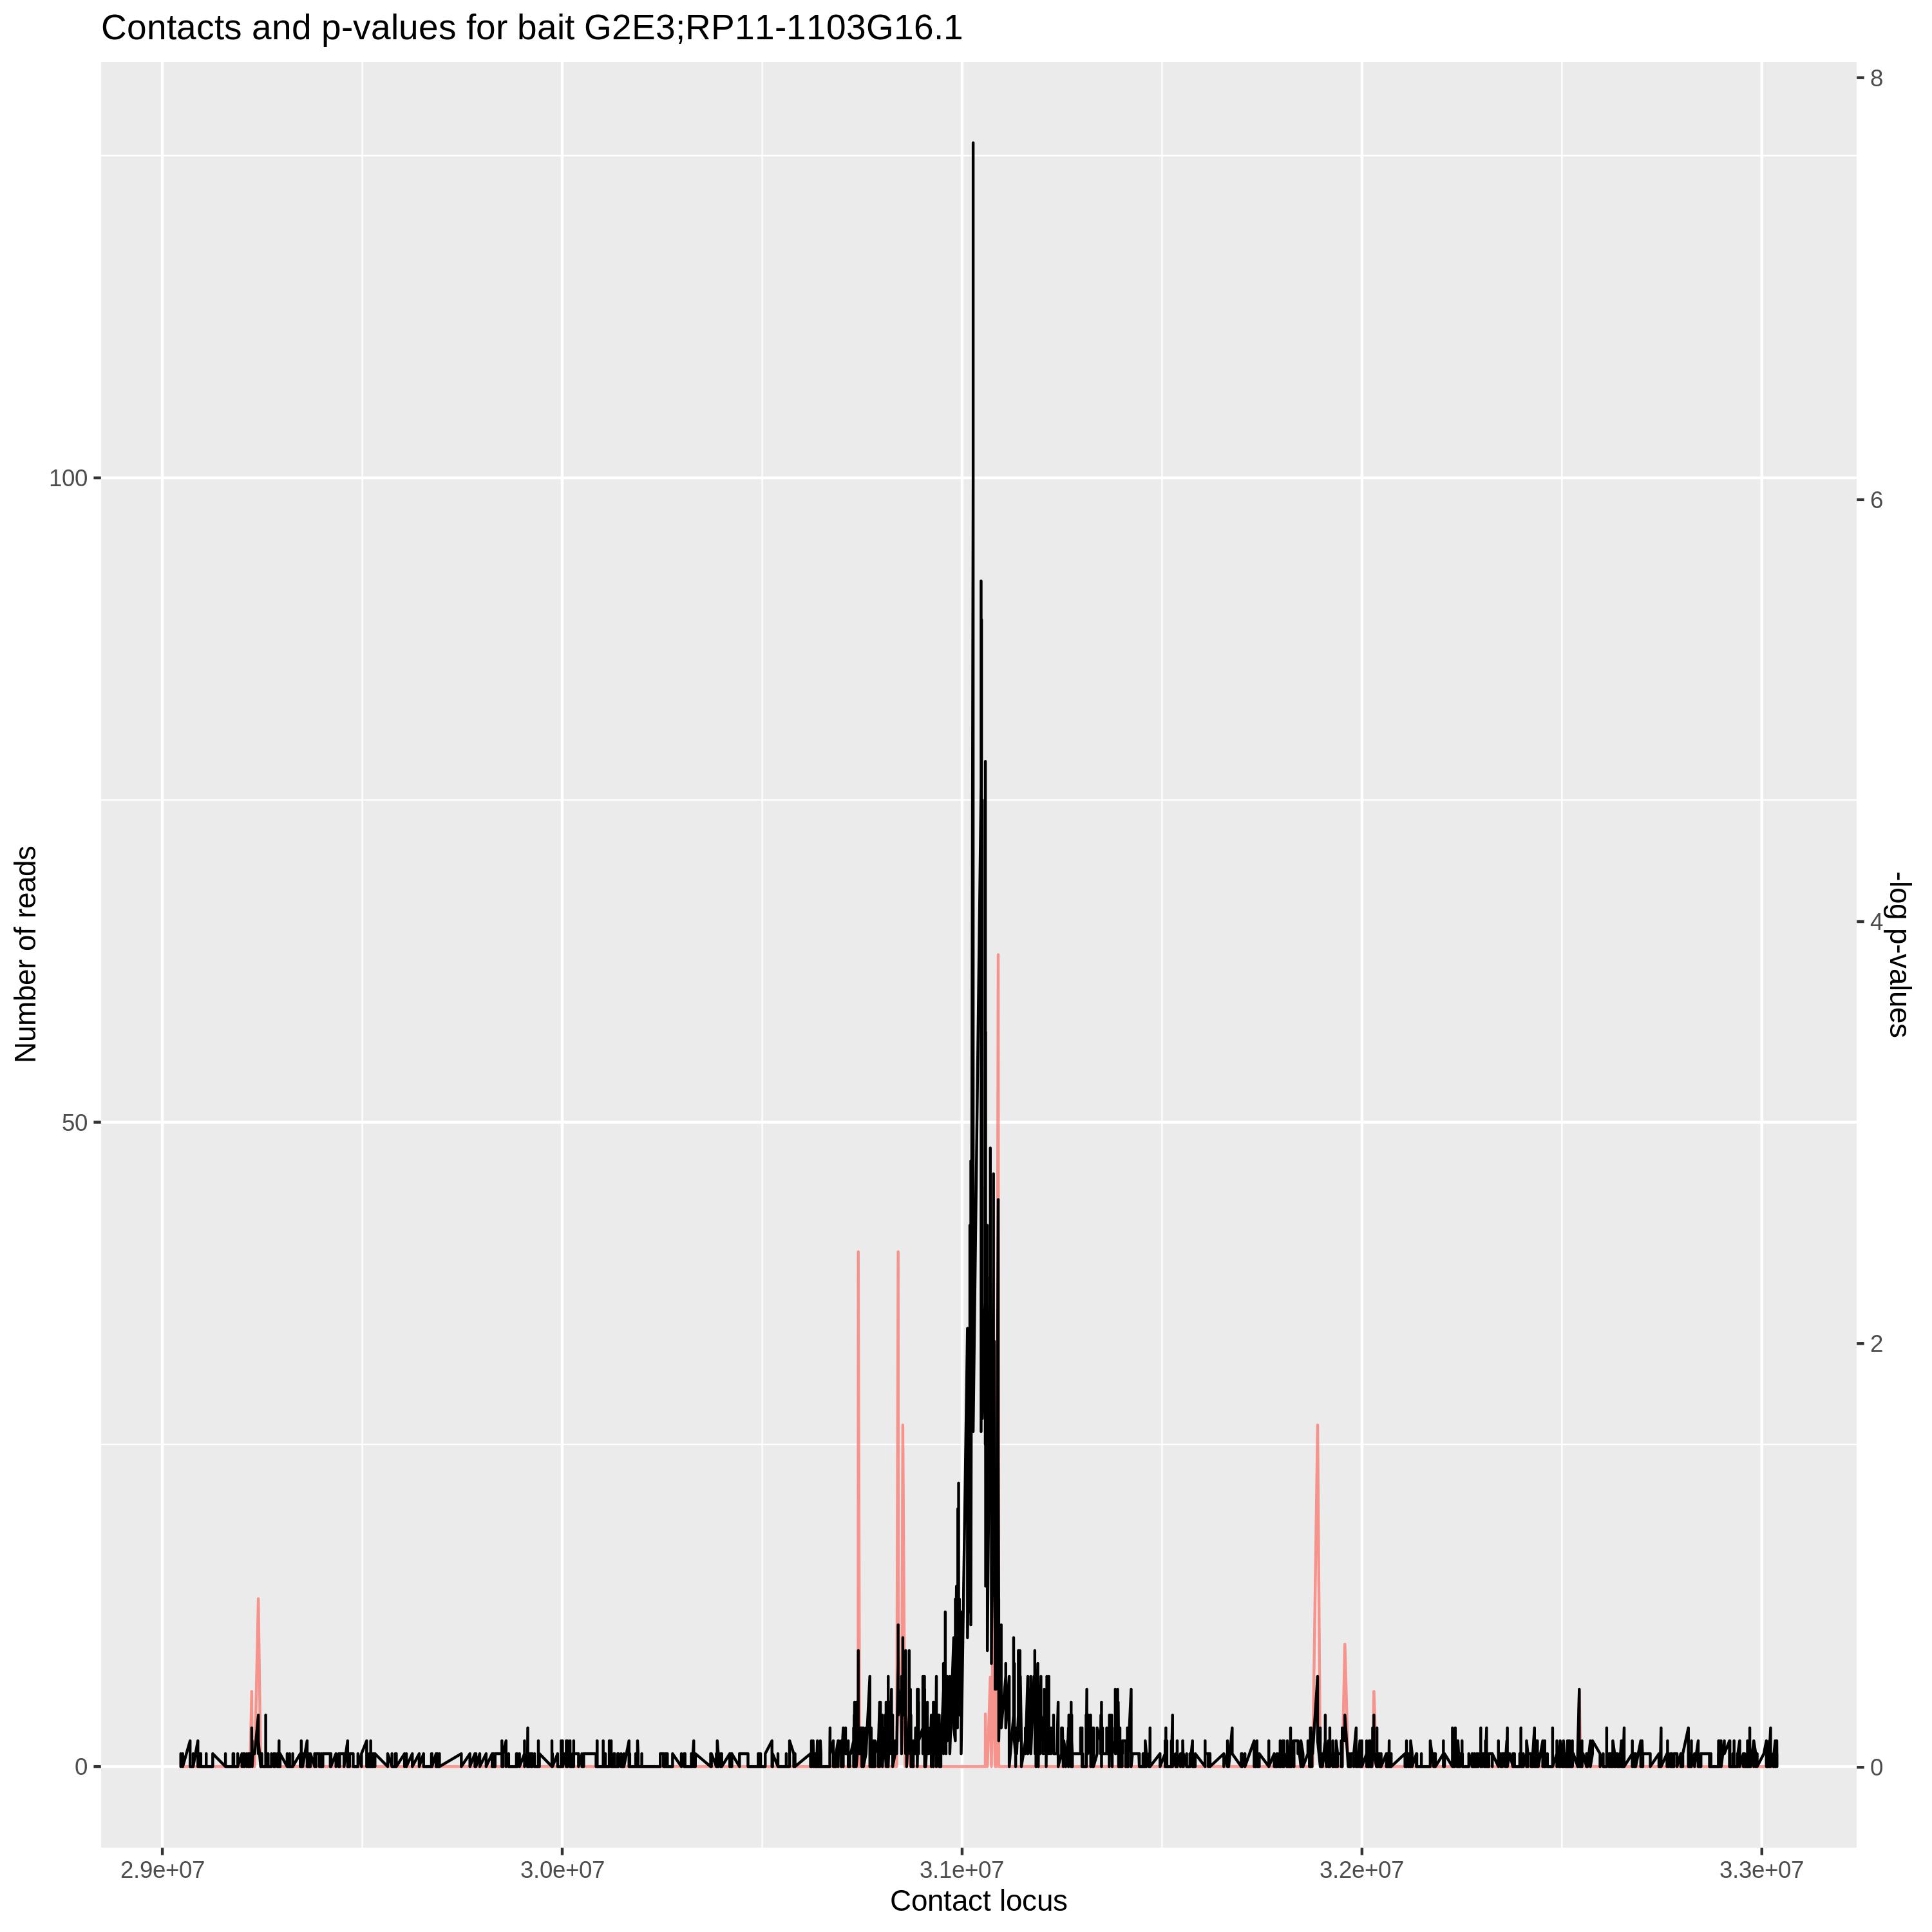 Contacts and p-values for bait G2E3;RP11-1103G16.1
8
100
6
4
50
2
0
0
Number of reads
-log p-values
2.9e+07 3.0e+07 3.1e+07 3.2e+07 3.3e+07
Contact locus